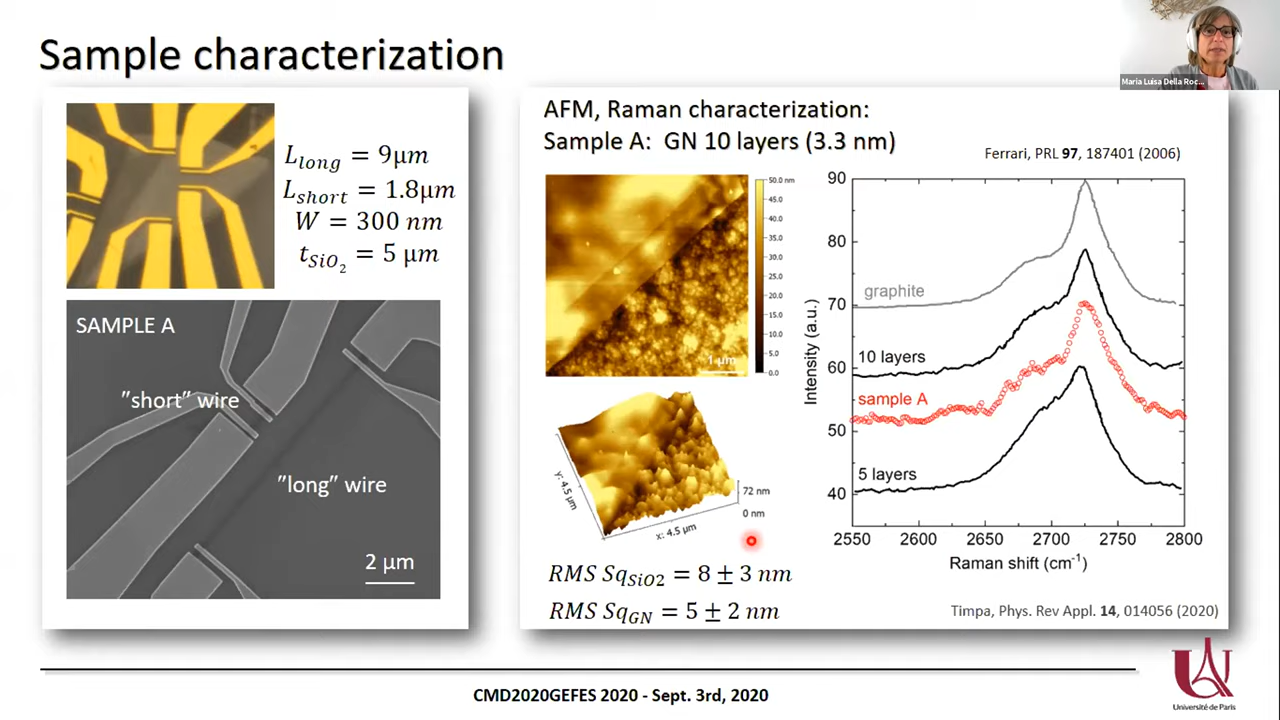 Sample characterization
Maria Luisa Della Roc...
L_long = 9μm
L_short = 1.8μm
W = 300 nm
t_SiO2 = 5 μm
SAMPLE A
"short" wire
"long" wire
2 μm
AFM, Raman characterization:
Sample A: GN 10 layers (3.3 nm)
50.0 nm
45.0
40.0
35.0
30.0
25.0
20.0
15.0
10.0
5.0
0.0
1 μm
y: 4.5 μm
x: 4.5 μm
72 nm
0 nm
RMS Sq_SiO2 = 8 ± 3 nm
RMS Sq_GN = 5 ± 2 nm
Ferrari, PRL 97, 187401 (2006)
Intensity (a.u.)
90
80
70
60
50
40
graphite
10 layers
sample A
5 layers
2550 2600 2650 2700 2750 2800
Raman shift (cm⁻¹)
Timpa, Phys. Rev Appl. 14, 014056 (2020)
CMD2020GEFES 2020 - Sept. 3rd, 2020
Université de Paris